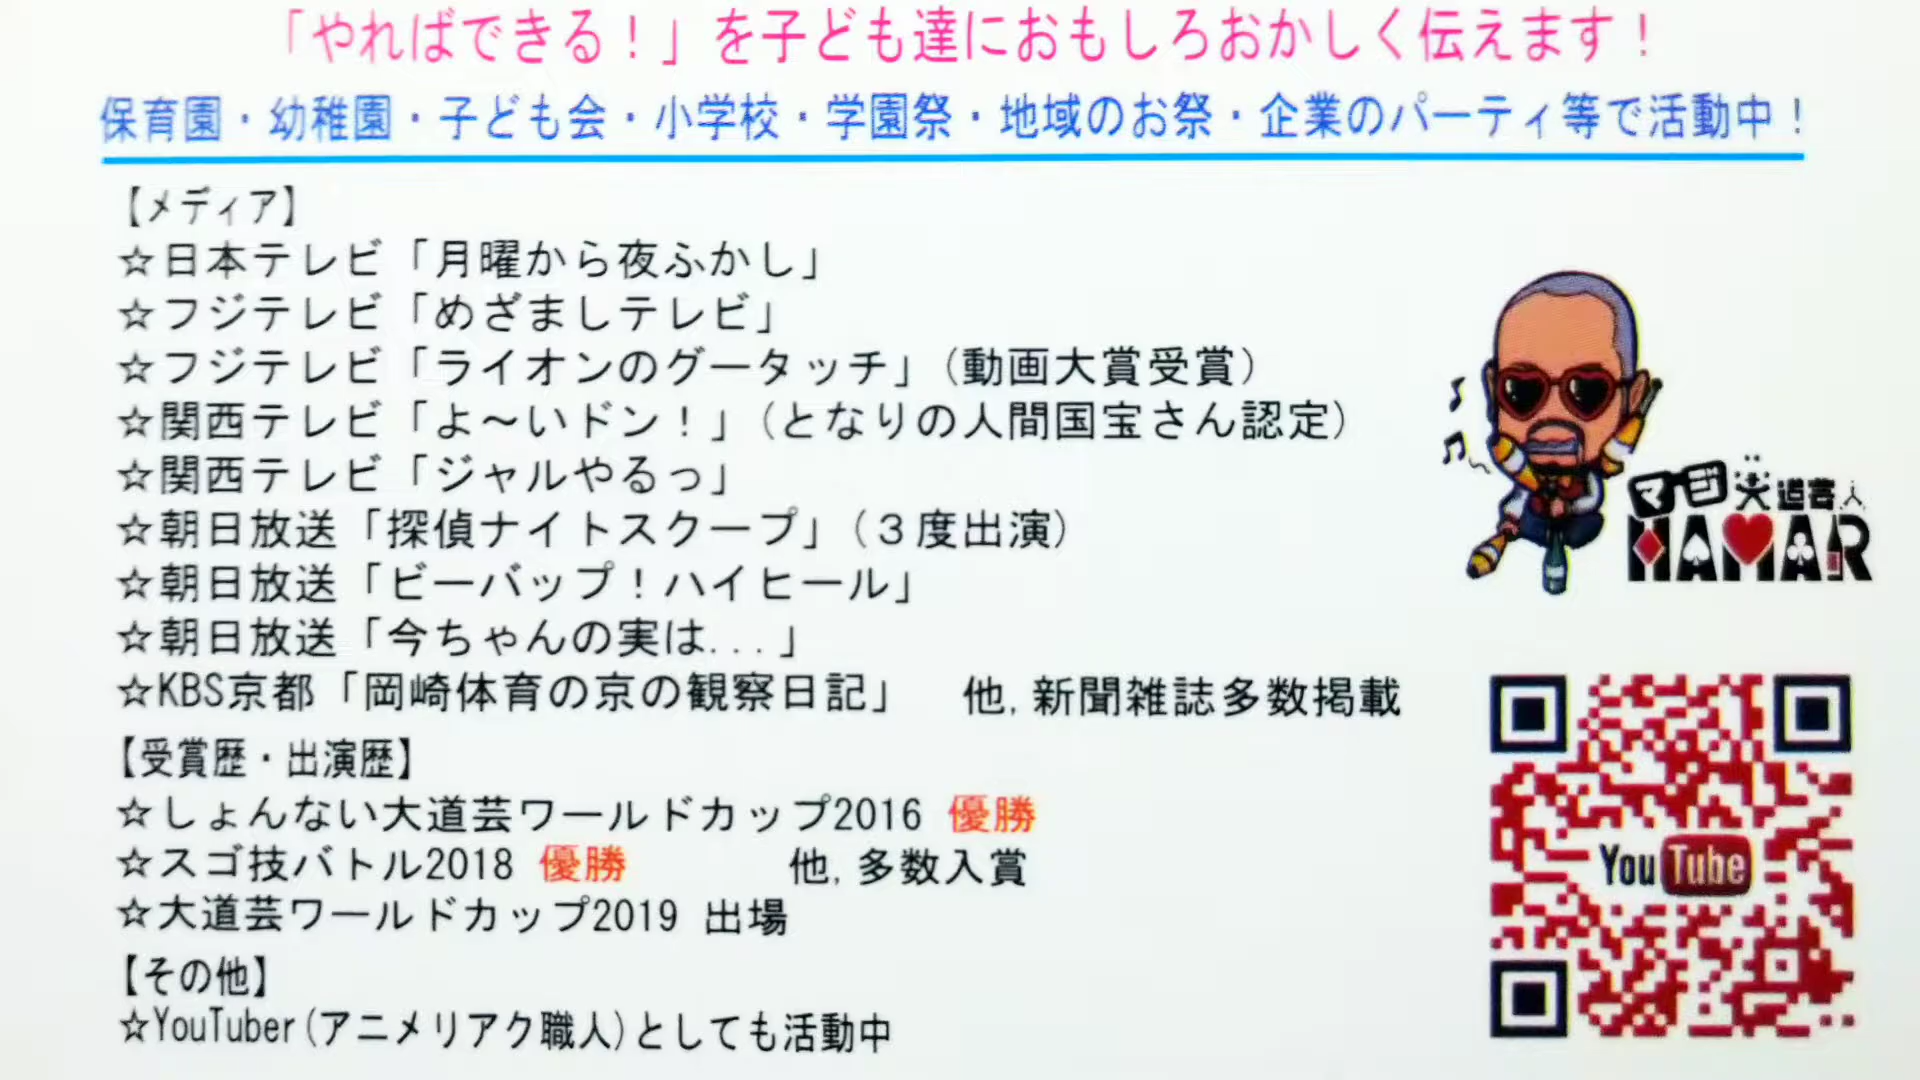 「やればできる！」を子ども達におもしろおかしく伝えます！
保育園・幼稚園・子ども会・小学校・学園祭・地域のお祭・企業のパーティ等で活動中！
【メディア】
☆日本テレビ「月曜から夜ふかし」
☆フジテレビ「めざましテレビ」
☆フジテレビ「ライオンのグータッチ」(動画大賞受賞)
☆関西テレビ「よ～いドン！」(となりの人間国宝さん認定)
☆関西テレビ「ジャルやるっ」
☆朝日放送「探偵ナイトスクープ」(３度出演)
☆朝日放送「ビーバップ！ハイヒール」
☆朝日放送「今ちゃんの実は...」
☆KBS京都「岡崎体育の京の観察日記」 他,新聞雑誌多数掲載
【受賞歴・出演歴】
☆しょんない大道芸ワールドカップ2016 優勝
☆スゴ技バトル2018 優勝 他,多数入賞
☆大道芸ワールドカップ2019 出場
【その他】
☆YouTuber(アニメリアク職人)としても活動中
マジ大道芸人
HAMAR
YouTube